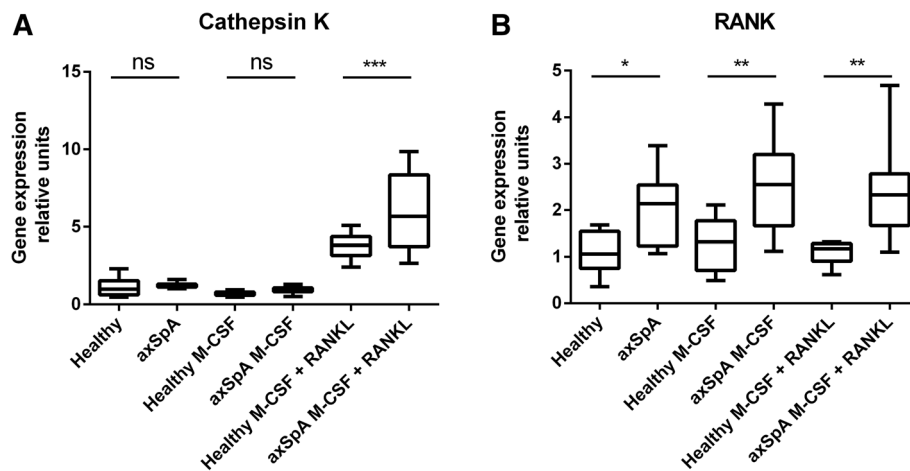 A
Cathepsin K
ns
ns
***
Gene expression
relative units
15
10
5
0
Healthy
axSpA
Healthy M-CSF
axSpA M-CSF
Healthy M-CSF + RANKL
axSpA M-CSF + RANKL
B
RANK
*
**
**
Gene expression
relative units
5
4
3
2
1
0
Healthy
axSpA
Healthy M-CSF
axSpA M-CSF
Healthy M-CSF + RANKL
axSpA M-CSF + RANKL